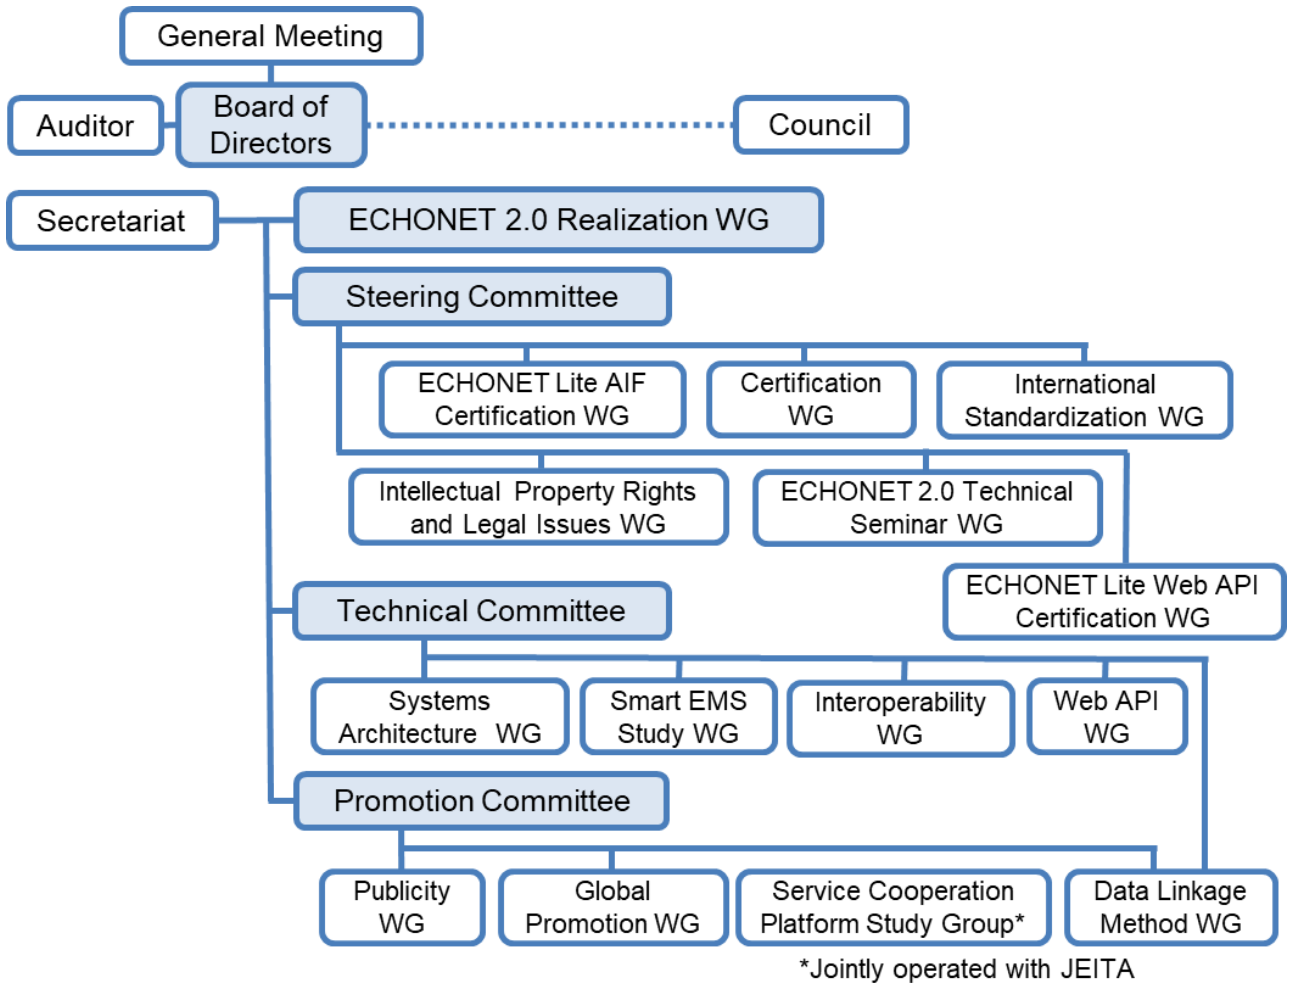 General Meeting
Auditor
Board of
Directors
Council
Secretariat
ECHONET 2.0 Realization WG
Steering Committee
ECHONET Lite AIF
Certification WG
Certification
WG
International
Standardization WG
Intellectual Property Rights
and Legal Issues WG
ECHONET 2.0 Technical
Seminar WG
ECHONET Lite Web API
Certification WG
Technical Committee
Systems
Architecture WG
Smart EMS
Study WG
Interoperability
WG
Web API
WG
Promotion Committee
Publicity
WG
Global
Promotion WG
Service Cooperation
Platform Study Group*
Data Linkage
Method WG
*Jointly operated with JEITA